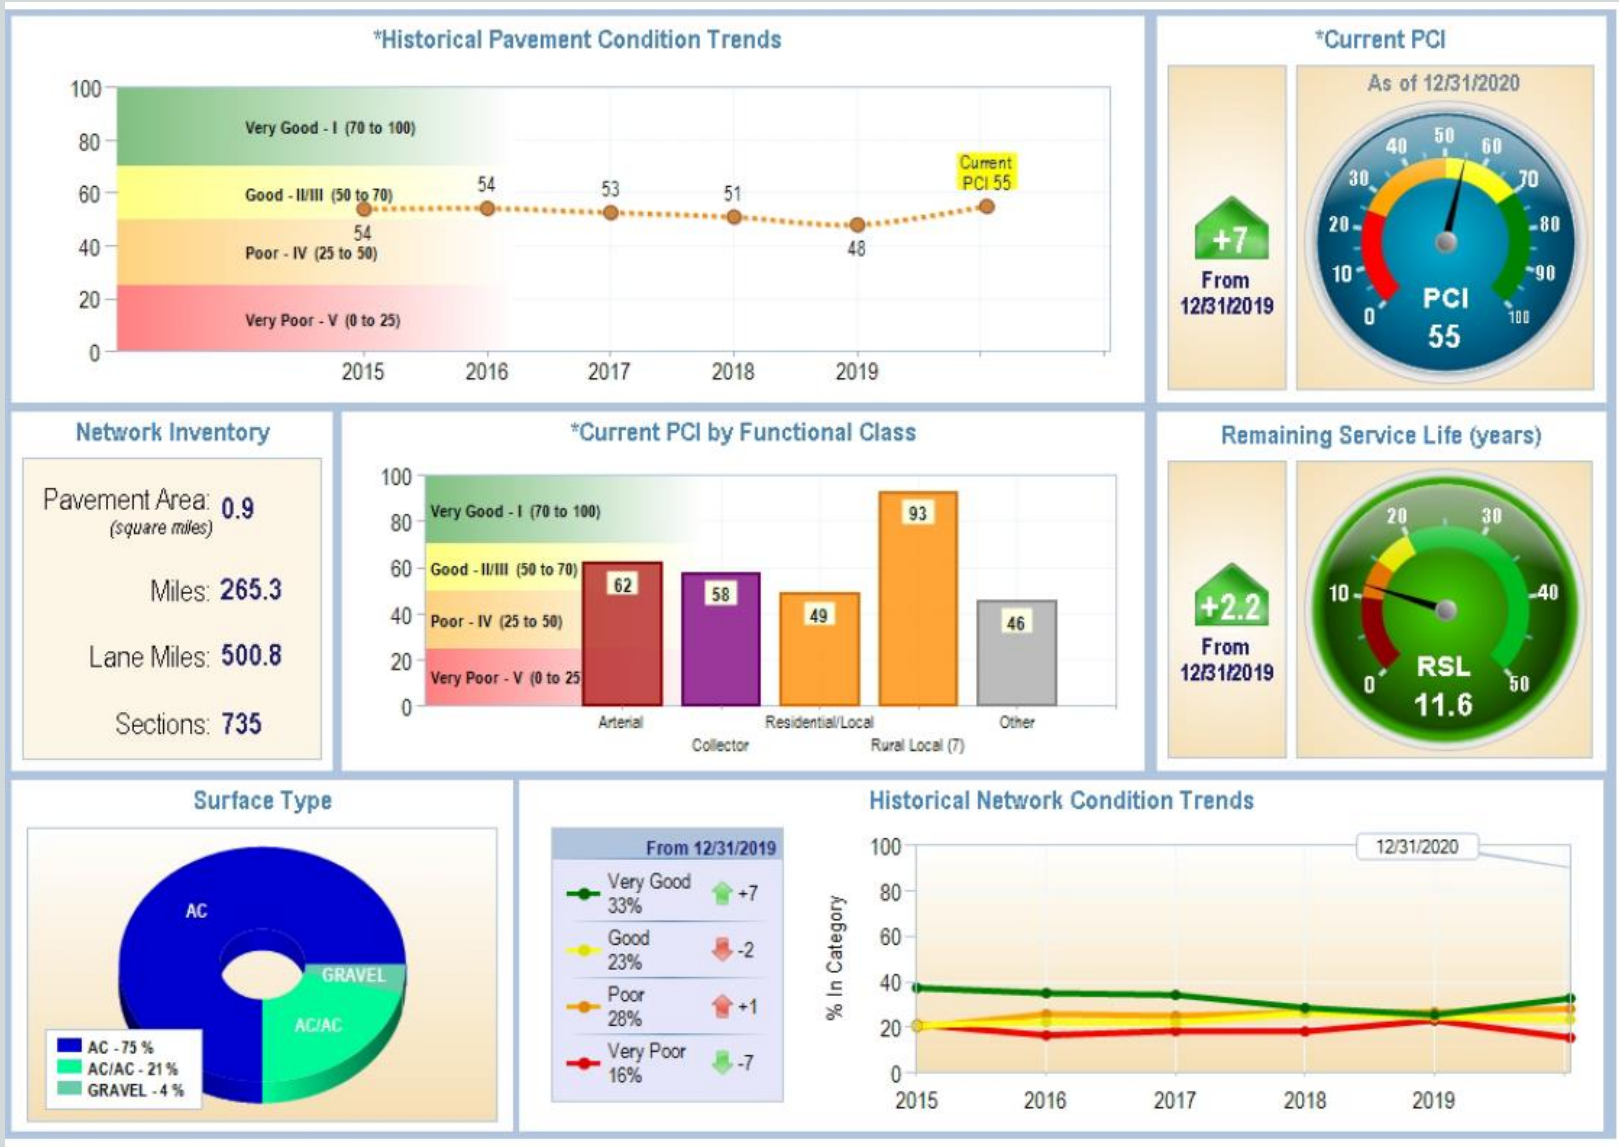 *Historical Pavement Condition Trends
100
80
60
40
20
0
Very Good - I (70 to 100)
Good - II/III (50 to 70)
Poor - IV (25 to 50)
Very Poor - V (0 to 25)
54
54
53
51
48
Current
PCI 55
2015 2016 2017 2018 2019
*Current PCI
+7
From
12/31/2019
As of 12/31/2020
0 10 20 30 40 50 60 70 80 90 100
PCI
55
Network Inventory
Pavement Area: 0.9
(square miles)
Miles: 265.3
Lane Miles: 500.8
Sections: 735
*Current PCI by Functional Class
100
80
60
40
20
0
Very Good - I (70 to 100)
Good - II/III (50 to 70)
Poor - IV (25 to 50)
Very Poor - V (0 to 25
62 58 49 93 46
Arterial Residential/Local Other
Collector Rural Local (7)
Remaining Service Life (years)
+2.2
From
12/31/2019
0 10 20 30 40 50
RSL
11.6
Surface Type
AC
GRAVEL
AC/AC
AC - 75 %
AC/AC - 21 %
GRAVEL - 4 %
Historical Network Condition Trends
From 12/31/2019
Very Good +7
33%
Good -2
23%
Poor +1
28%
Very Poor -7
16%
% In Category
100
80
60
40
20
0
12/31/2020
2015 2016 2017 2018 2019